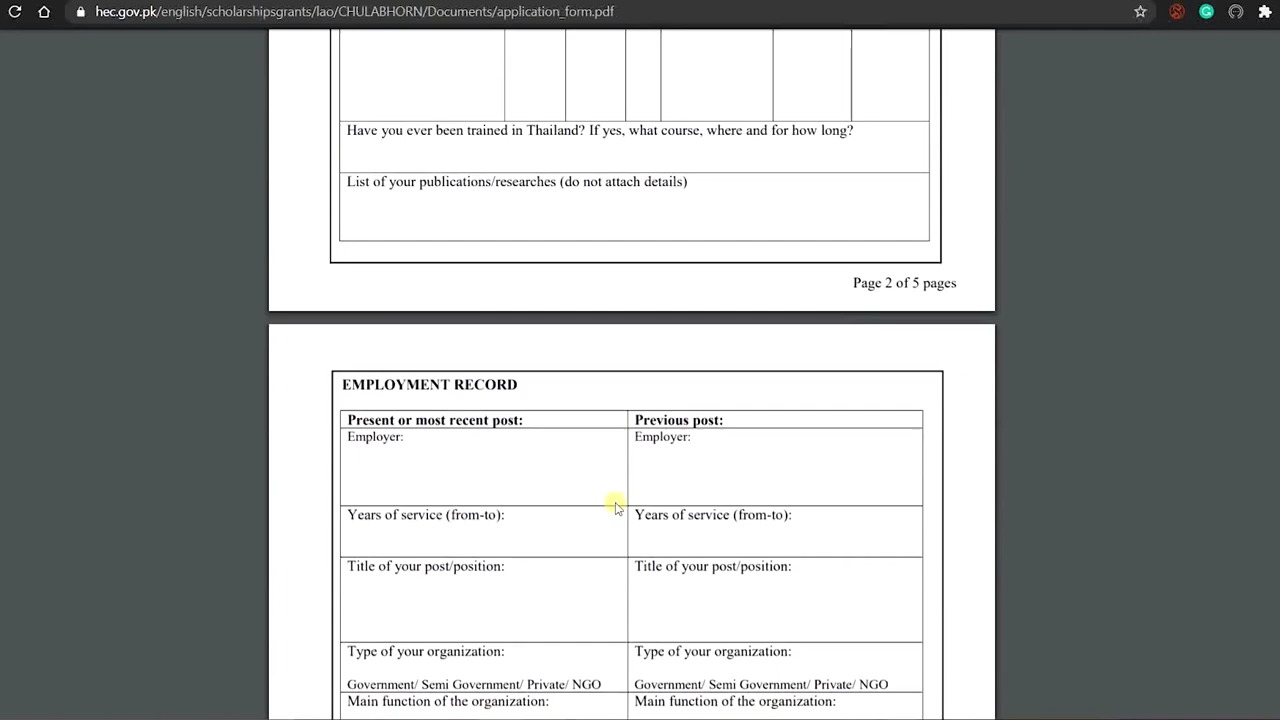 hec.gov.pk/english/scholarshipsgrants/lao/CHULABHORN/Documents/application_form.pdf
Have you ever been trained in Thailand? If yes, what course, where and for how long?
List of your publications/researches (do not attach details)
Page 2 of 5 pages
EMPLOYMENT RECORD
Present or most recent post: Previous post:
Employer: Employer:
Years of service (from-to): Years of service (from-to):
Title of your post/position: Title of your post/position:
Type of your organization: Type of your organization:
Government/ Semi Government/ Private/ NGO Government/ Semi Government/ Private/ NGO
Main function of the organization: Main function of the organization: